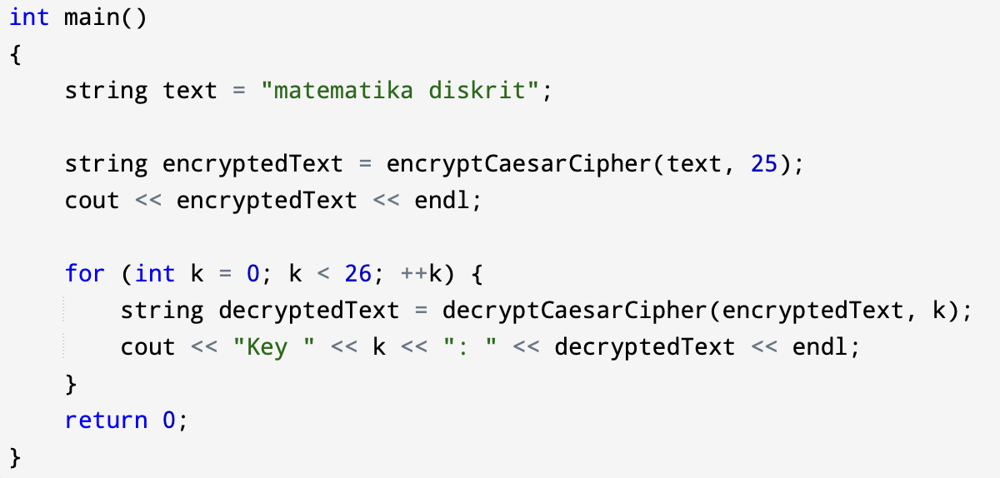 int main()
{
    string text = "matematika diskrit";

    string encryptedText = encryptCaesarCipher(text, 25);
    cout << encryptedText << endl;

    for (int k = 0; k < 26; ++k) {
        string decryptedText = decryptCaesarCipher(encryptedText, k);
        cout << "Key " << k << ": " << decryptedText << endl;
    }
    return 0;
}